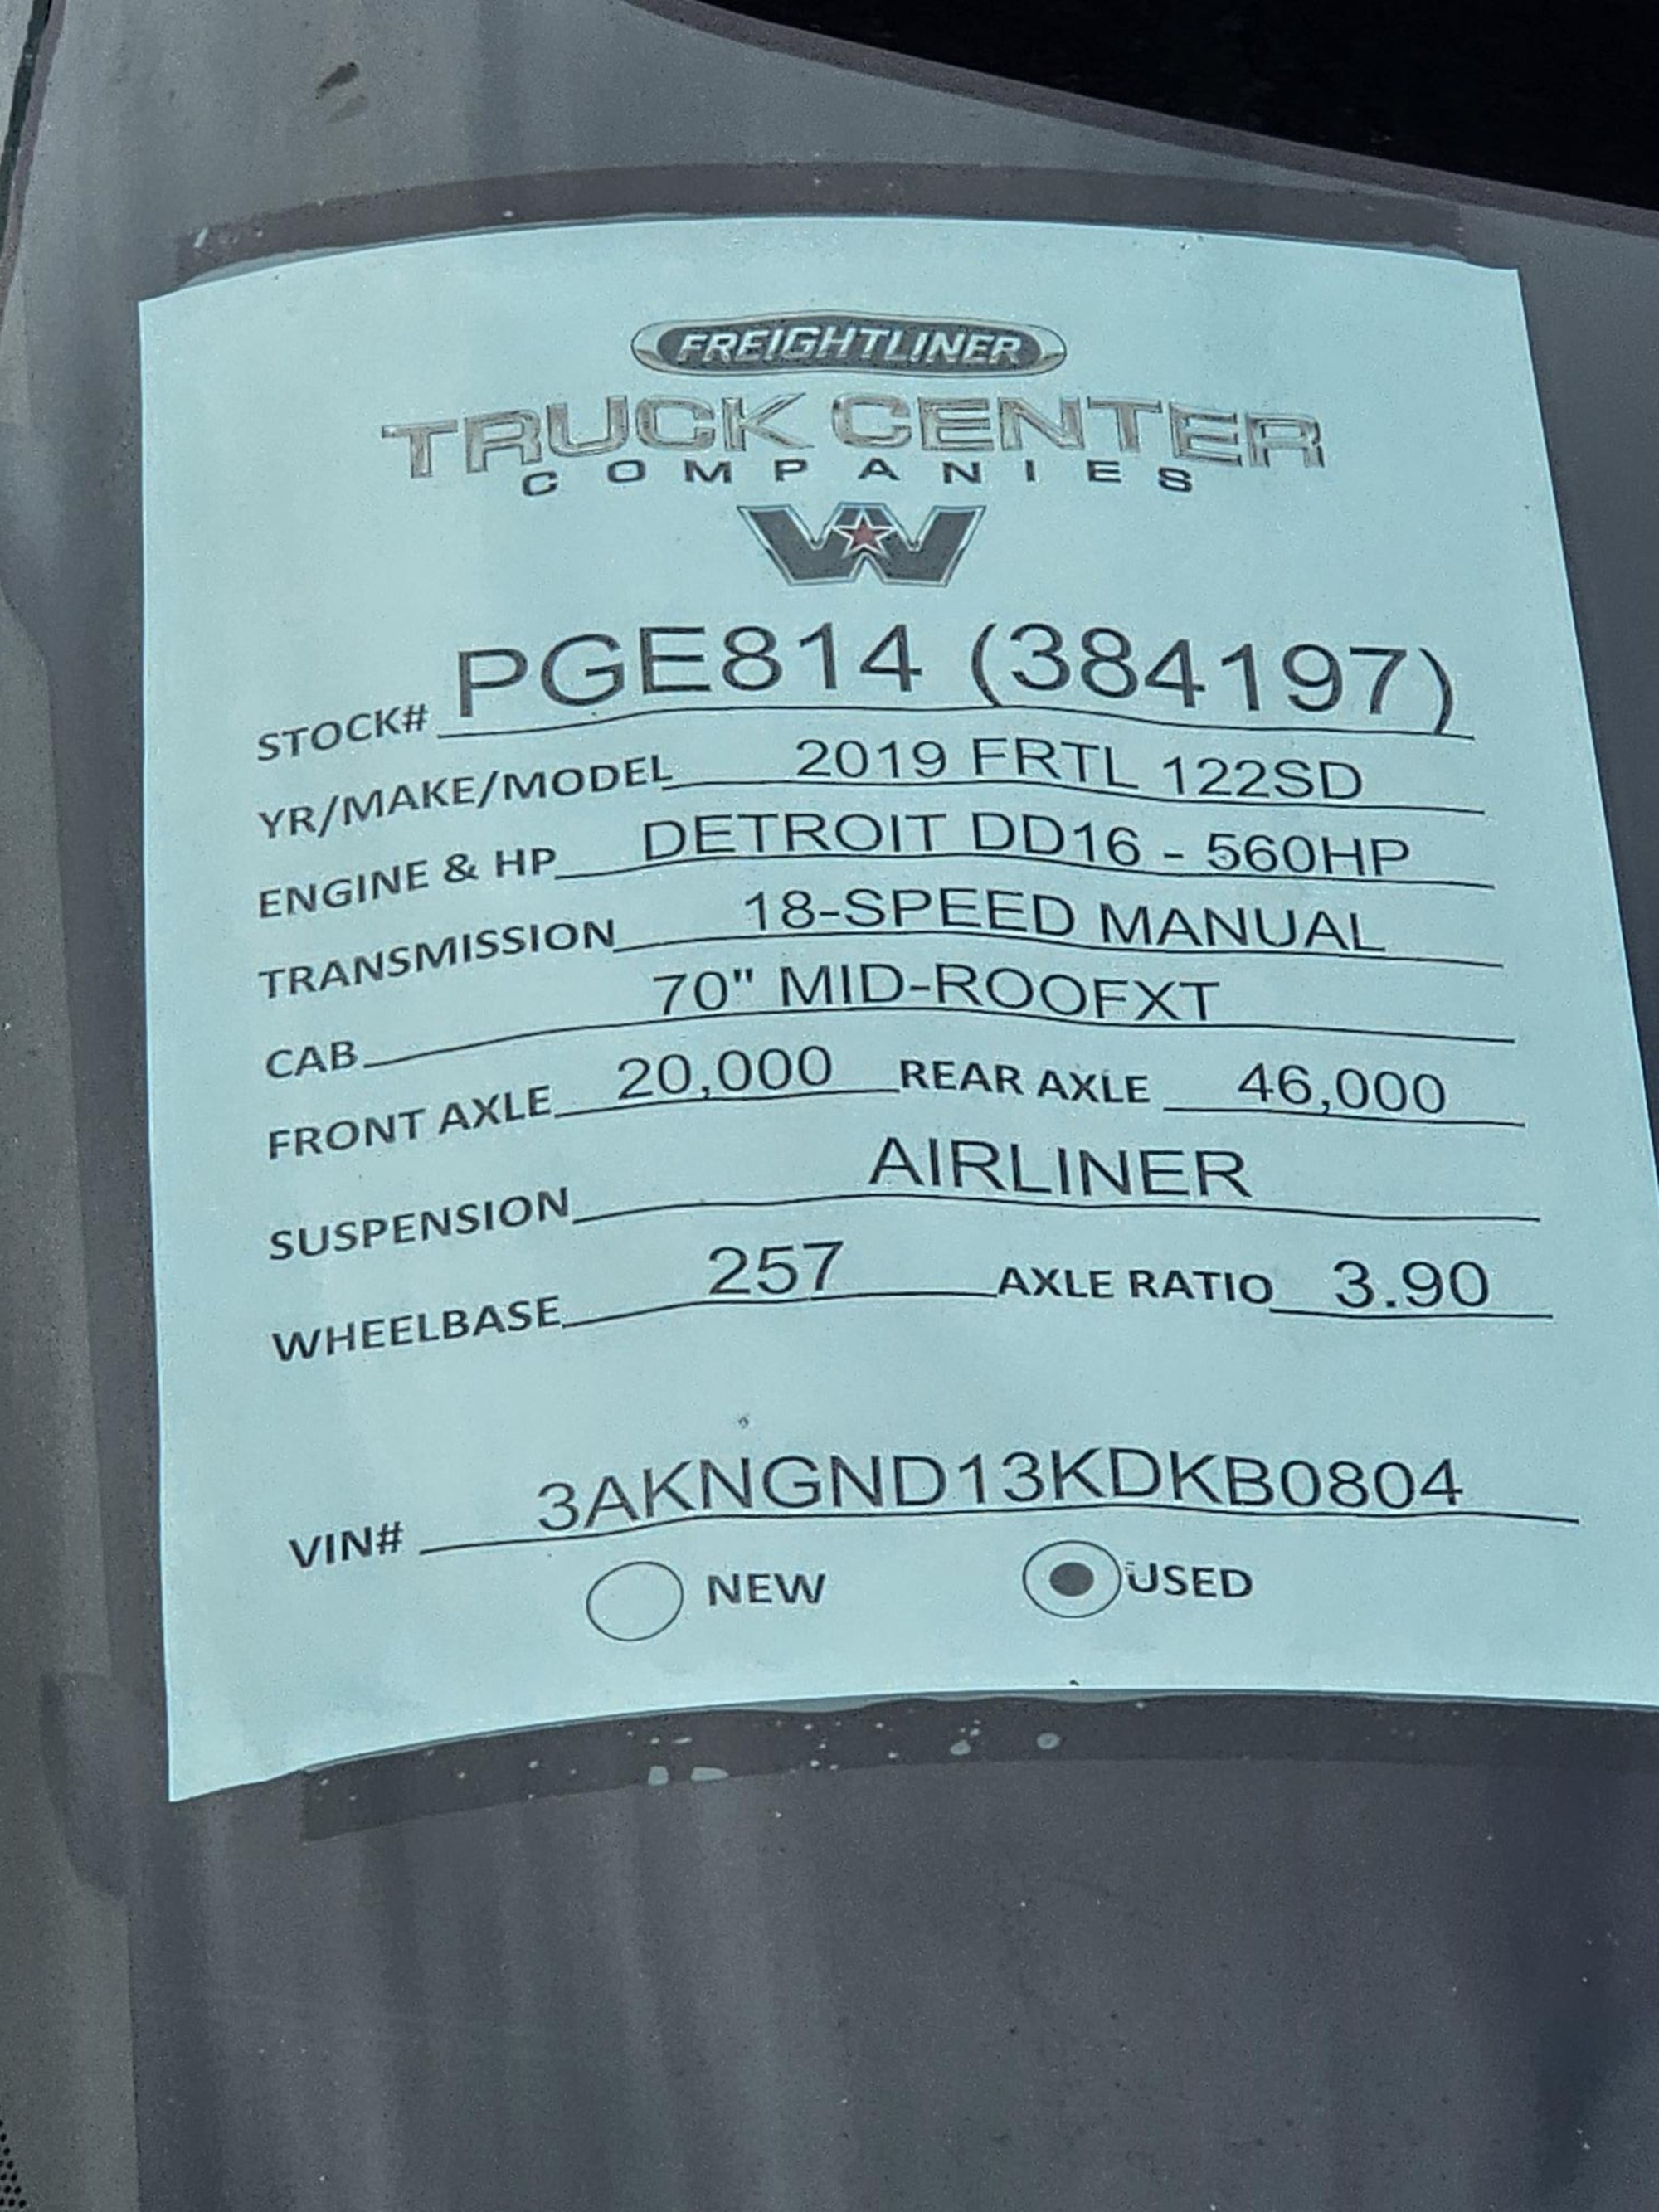 FREIGHTLINER
TRUCK CENTER
COMPANIES
STOCK# PGE814 (384197)
YR/MAKE/MODEL 2019 FRTL 122SD
ENGINE & HP DETROIT DD16 - 560HP
TRANSMISSION 18-SPEED MANUAL
CAB 70" MID-ROOFXT
FRONT AXLE 20,000 REAR AXLE 46,000
SUSPENSION AIRLINER
WHEELBASE 257 AXLE RATIO 3.90
VIN# 3AKNGND13KDKB0804
NEW USED